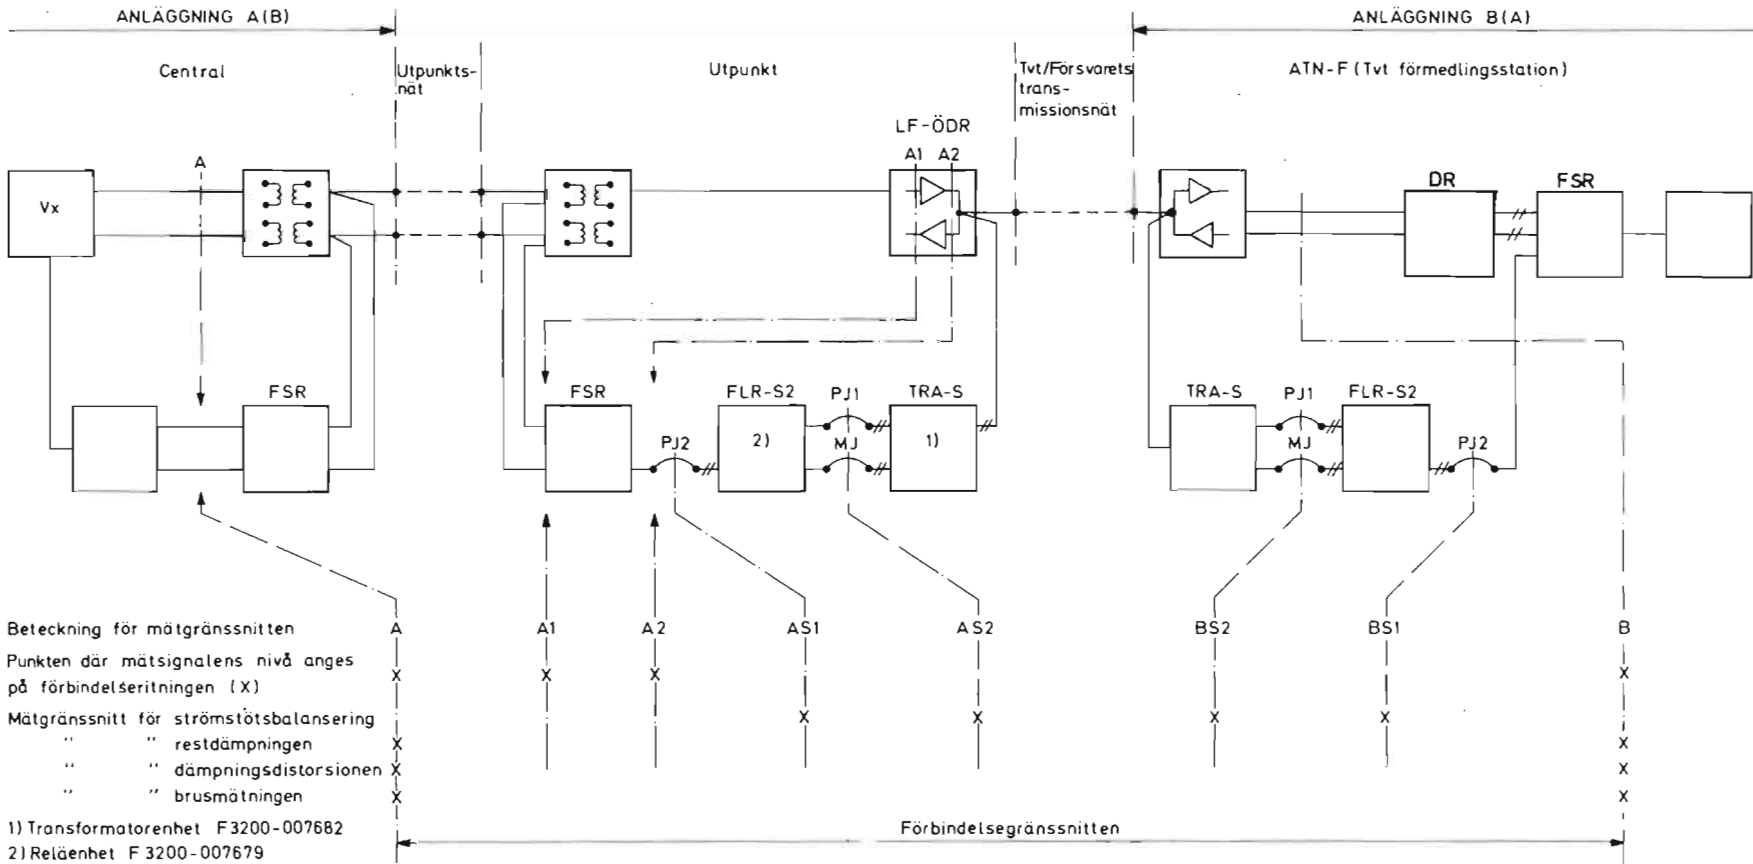 ANLÄGGNING A(B)
ANLÄGGNING B(A)
Central
Utpunkts-
nät
Utpunkt
Tvt/Försvarets
trans-
missionsnät
ATN-F (Tvt förmedlingsstation)
LF-ÖDR
A
A1 A2
Vx
DR
FSR
FSR
FSR
FLR-S2
PJ1
TRA-S
TRA-S
PJ1
FLR-S2
PJ2
2)
MJ
1)
MJ
PJ2
Beteckning för mätgränssnitten A A1 A2 AS1 AS2 BS2 BS1 B
Punkten där mätsignalens nivå anges
på förbindelseritningen (X) X X X X
Mätgränssnitt för strömstötsbalansering X X X X
" " restdämpningen X X
" " dämpningsdistorsionen X X
" " brusmätningen X X
1) Transformatorenhet F3200-007682
2) Reläenhet F3200-007679
Förbindelsegränssnitten